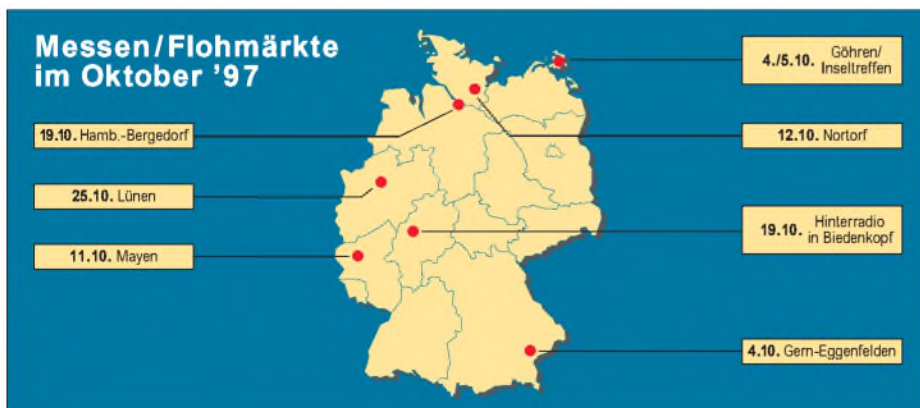 Messen/Flohmärkte
im Oktober '97
19.10. Hamb.-Bergedorf
25.10. Lünen
11.10. Mayen
4./5.10. Göhren/
Inseltreffen
12.10. Nortorf
19.10. Hinterradio
in Biedenkopf
4.10. Gern-Eggenfelden